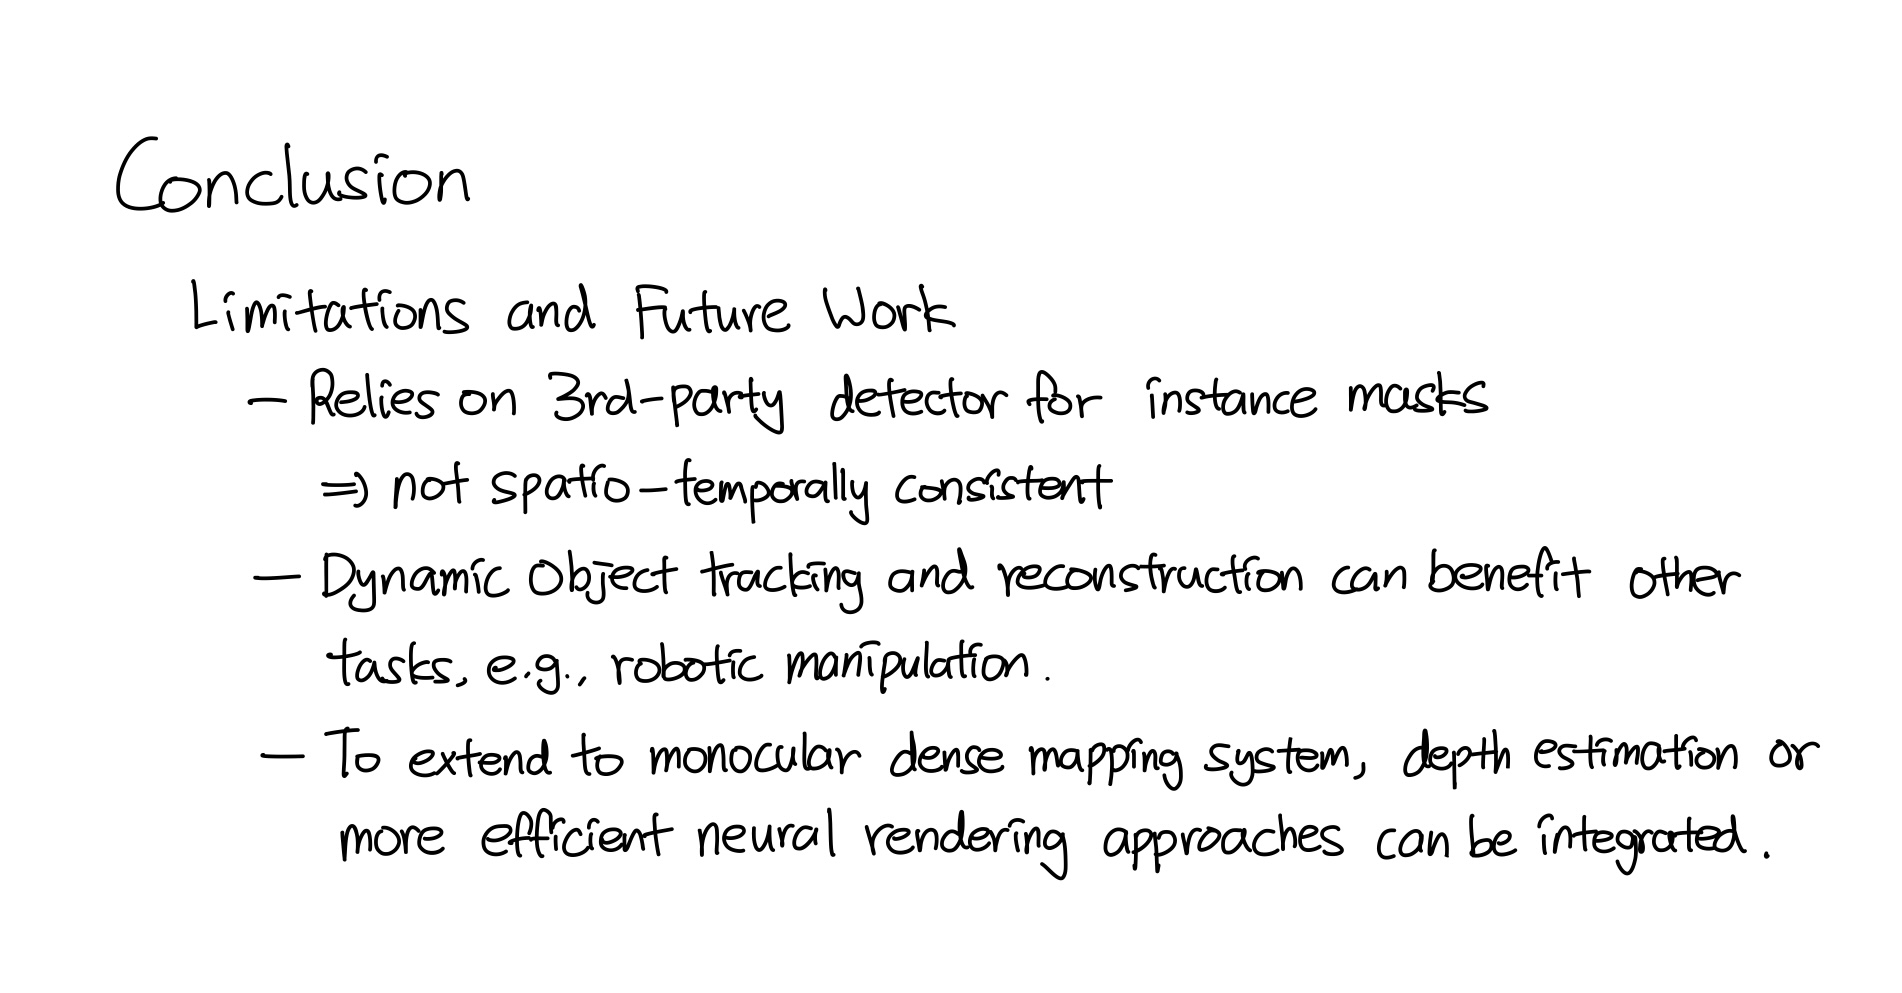 Conclusion
Limitations and Future Work
— Relies on 3rd-party detector for instance masks
⇒ not spatio-temporally consistent
— Dynamic Object tracking and reconstruction can benefit other
tasks, e.g., robotic manipulation.
— To extend to monocular dense mapping system, depth estimation or
more efficient neural rendering approaches can be integrated.